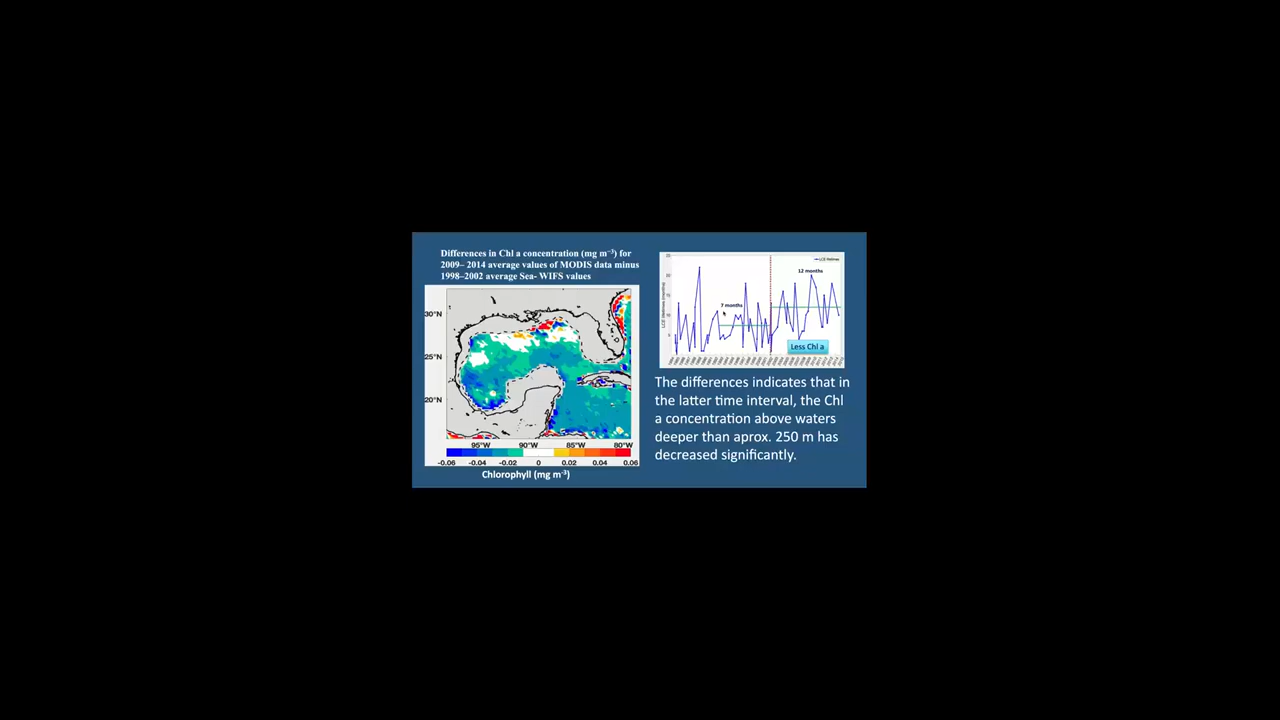 Differences in Chl a concentration (mg m⁻³) for
2009– 2014 average values of MODIS data minus
1998–2002 average Sea- WIFS values
30°N
25°N
20°N
95°W 90°W 85°W 80°W
-0.06 -0.04 -0.02 0 0.02 0.04 0.06
Chlorophyll (mg m⁻³)
12 months
7 months
Less Chl a
The differences indicates that in
the latter time interval, the Chl
a concentration above waters
deeper than aprox. 250 m has
decreased significantly.